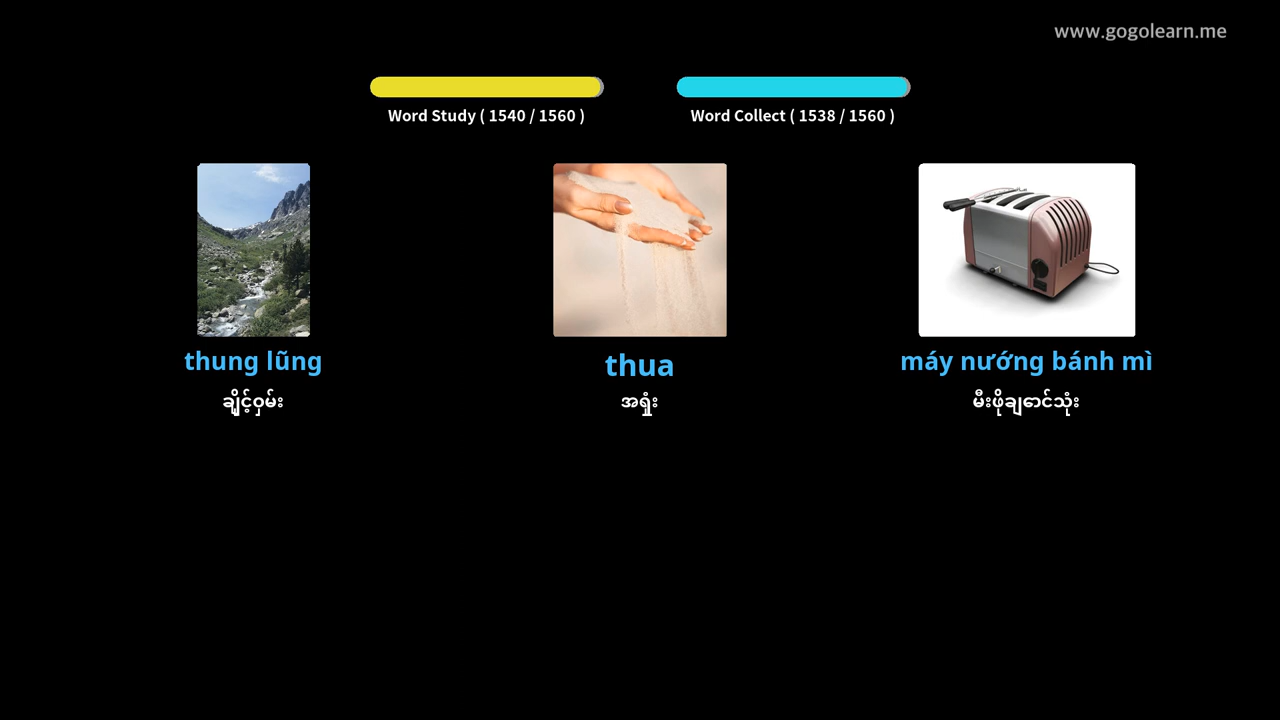 www.gogolearn.me
Word Study ( 1540 / 1560 )
Word Collect ( 1538 / 1560 )
thung lũng
thua
máy nướng bánh mì
ချိုင့်ဝှမ်း
အရှုံး
မီးဖိုချောင်သုံး